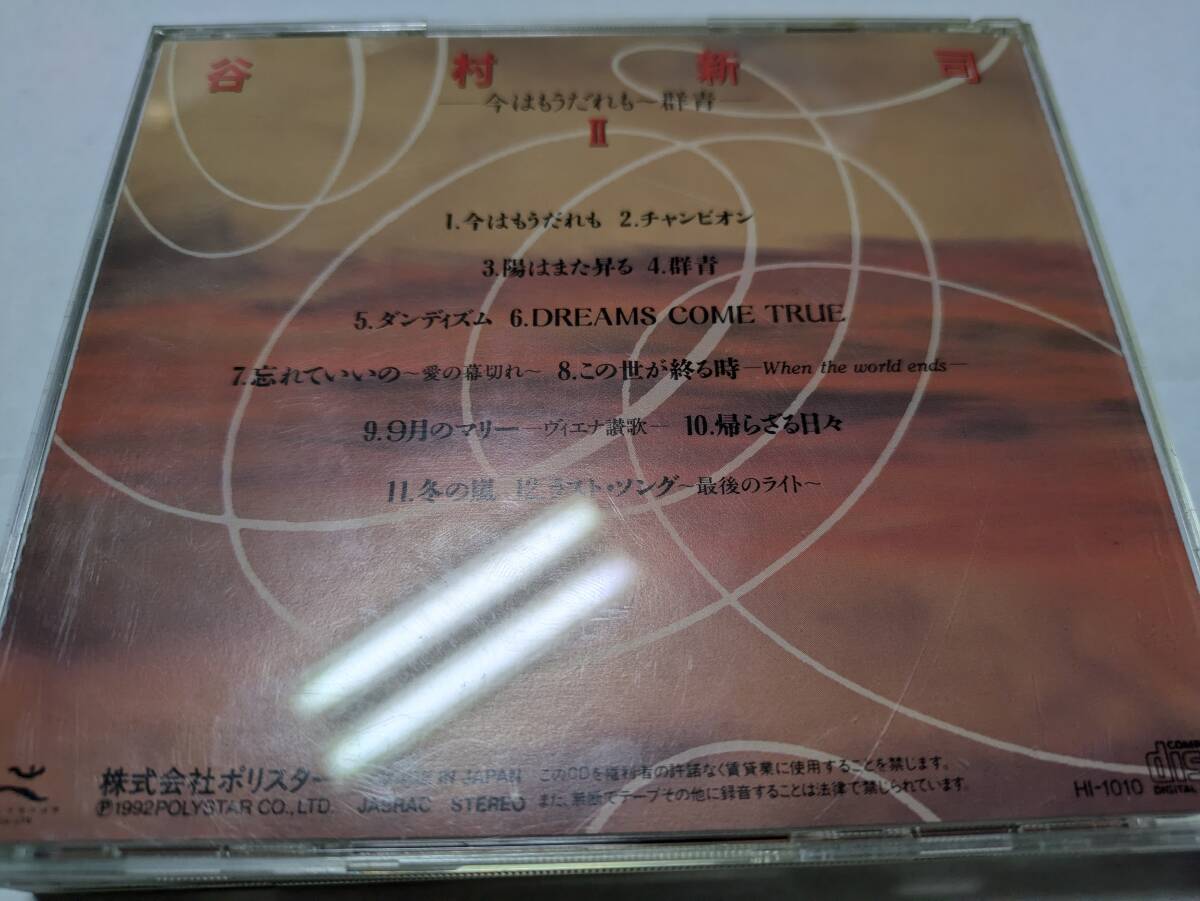 谷村新司
—今はもうだれも～群青—
II
1.今はもうだれも 2.チャンピオン
3.陽はまた昇る 4.群青
5.ダンディズム 6.DREAMS COME TRUE
7.忘れていいの～愛の幕切れ～ 8.この世が終る時—When the world ends—
9.9月のマリー—ヴィエナ讃歌— 10.帰らざる日々
11.冬の嵐 12.ラスト・ソング～最後のライト～
株式会社ポリスター IN JAPAN このCDを権利者の許諾なく賃貸業に使用することを禁じます。
Ⓟ1992 POLYSTAR CO., LTD. JASRAC STEREO また、無断でテープその他に録音することは法律で禁じられています。
HI-1010
DIGITAL